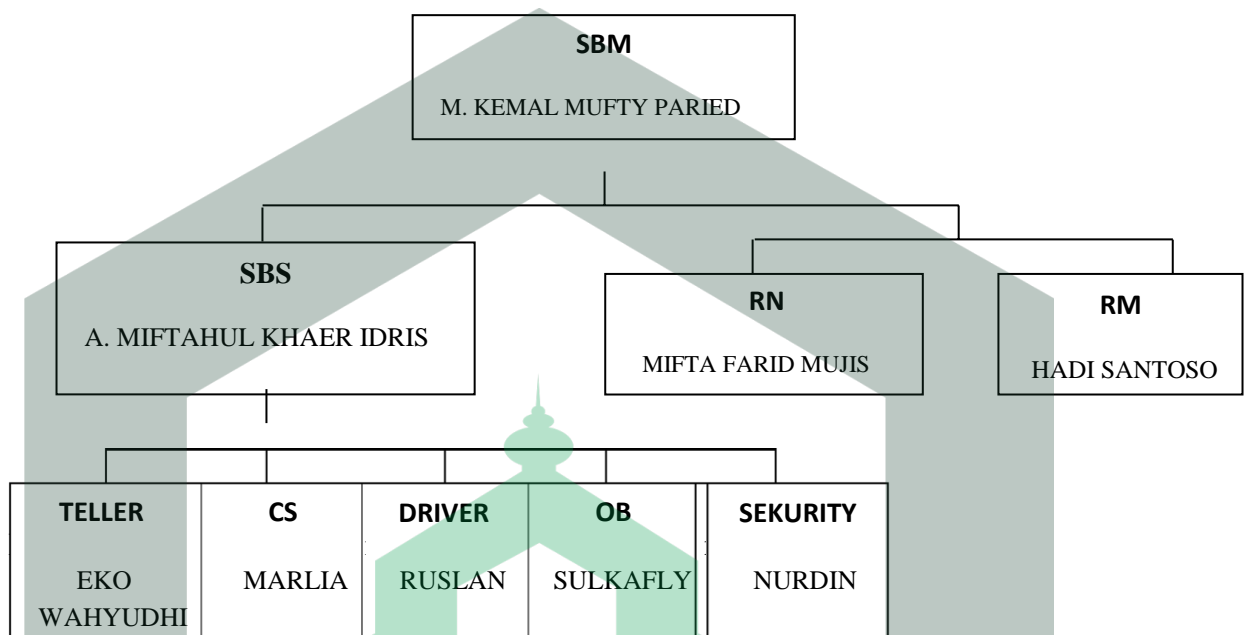 SBM
M. KEMAL MUFTY PARIED
SBS
A. MIFTAHUL KHAER IDRIS
RN
MIFTA FARID MUJIS
RM
HADI SANTOSO
TELLER
EKO
WAHYUDHI
CS
MARLIA
DRIVER
RUSLAN
OB
SULKAFLY
SEKURITY
NURDIN